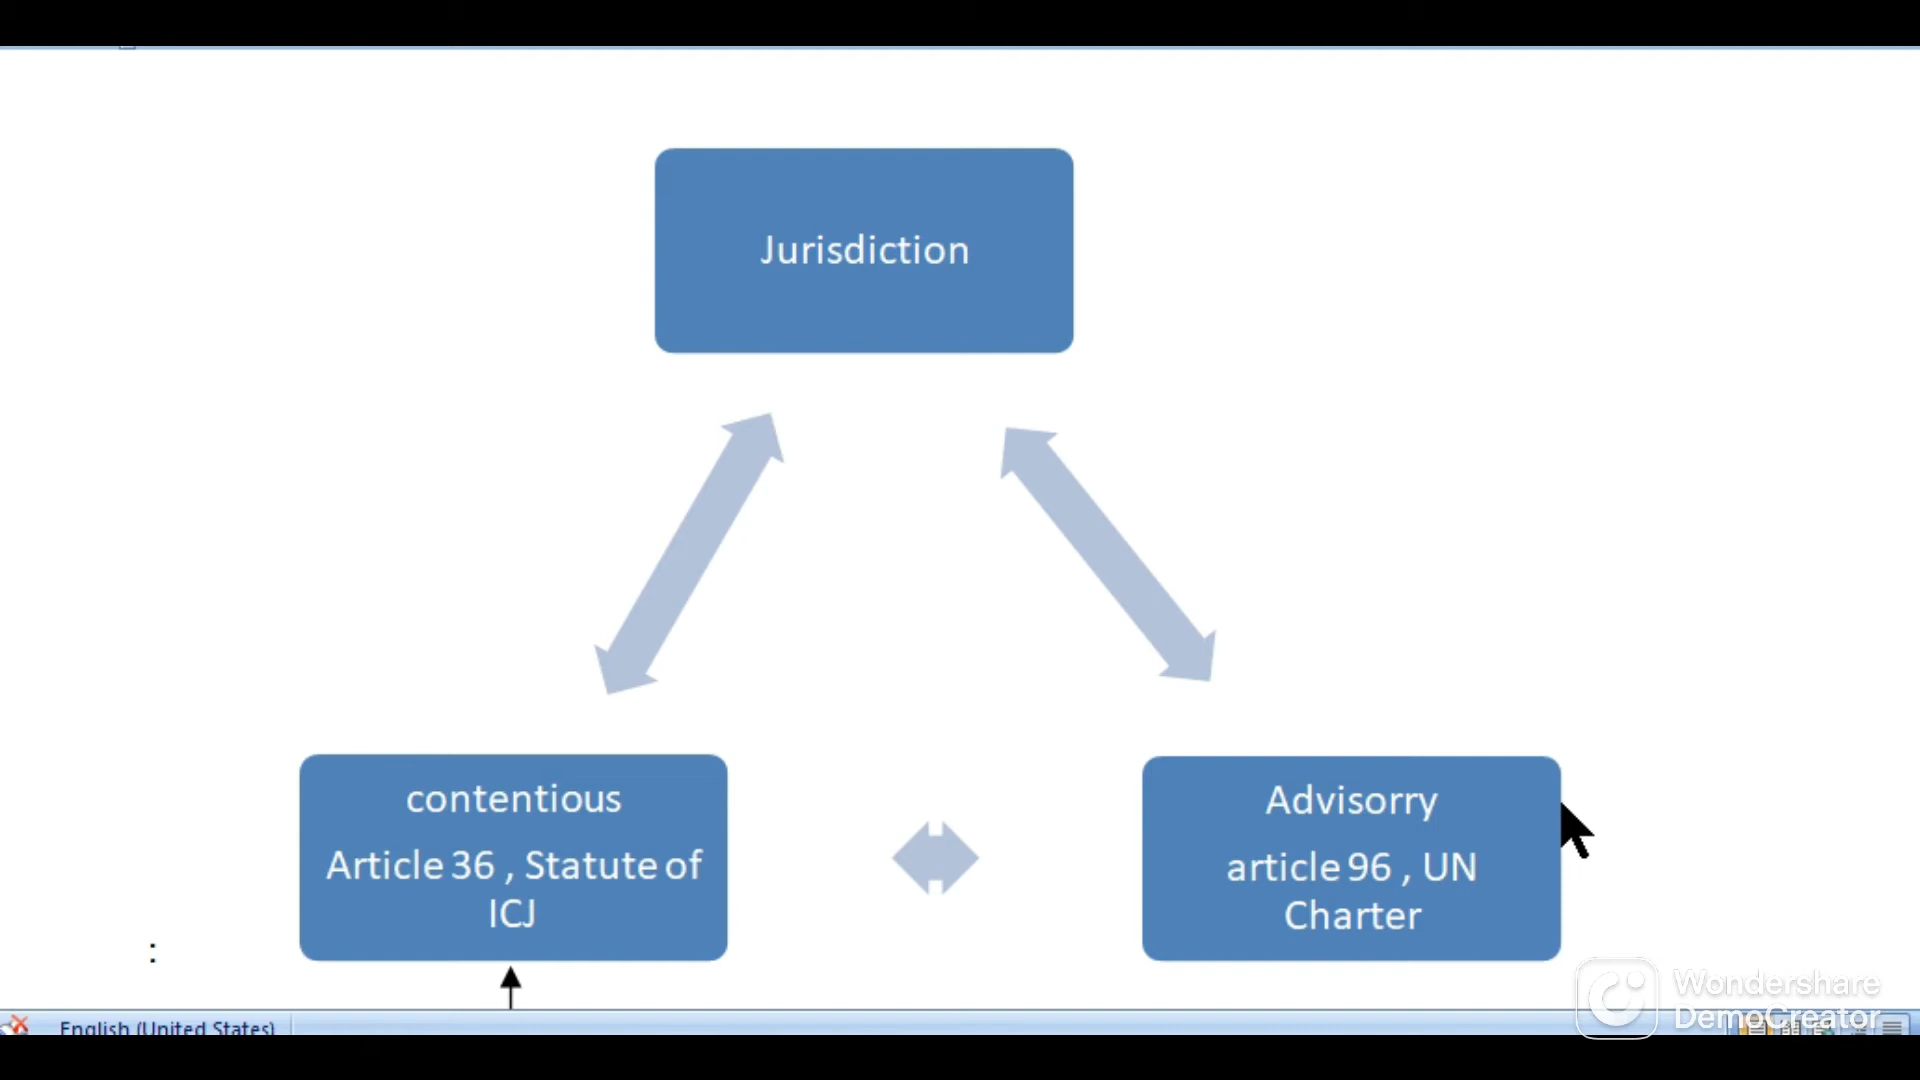 Jurisdiction
contentious
Article 36 , Statute of
ICJ
Advisorry
article 96 , UN
Charter
:
English (United States)
Wondershare
DemoCreator